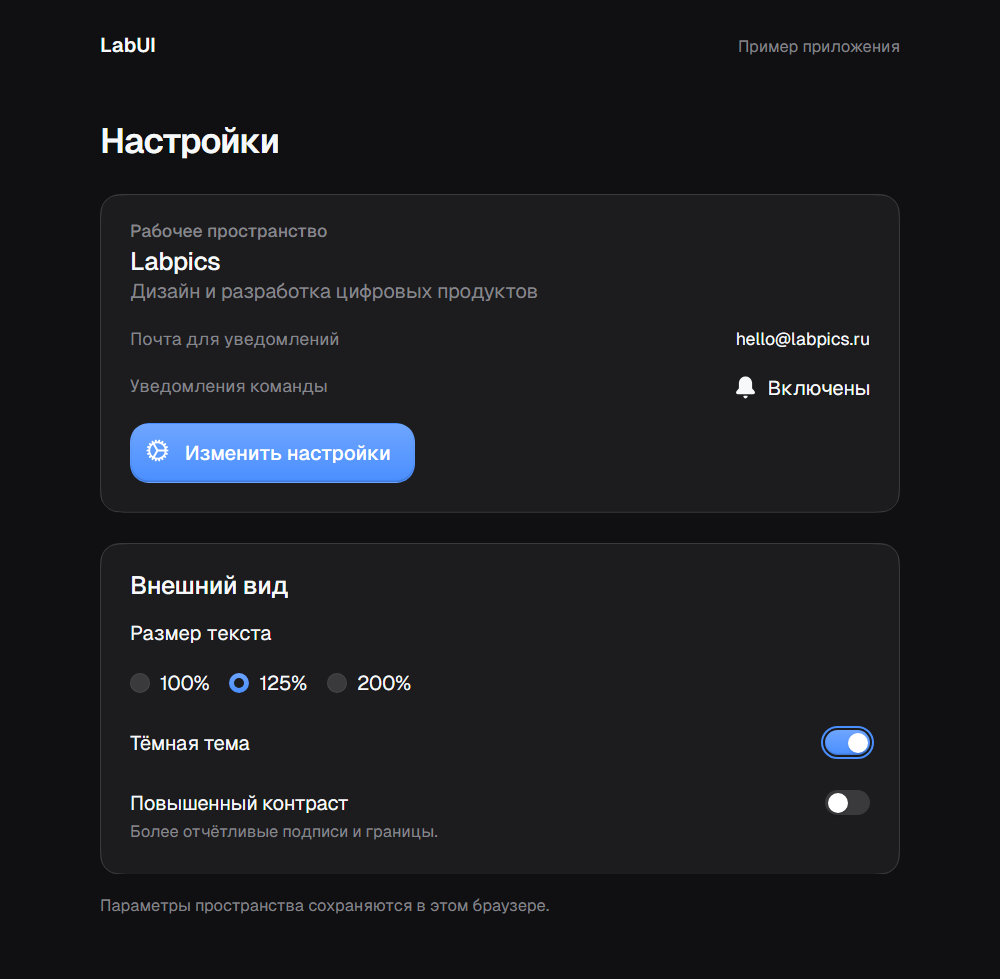 LabUI
Пример приложения
Настройки
Рабочее пространство
Labpics
Дизайн и разработка цифровых продуктов
Почта для уведомлений
hello@labpics.ru
Уведомления команды
Включены
Изменить настройки
Внешний вид
Размер текста
100% 125% 200%
Тёмная тема
Повышенный контраст
Более отчётливые подписи и границы.
Параметры пространства сохраняются в этом браузере.